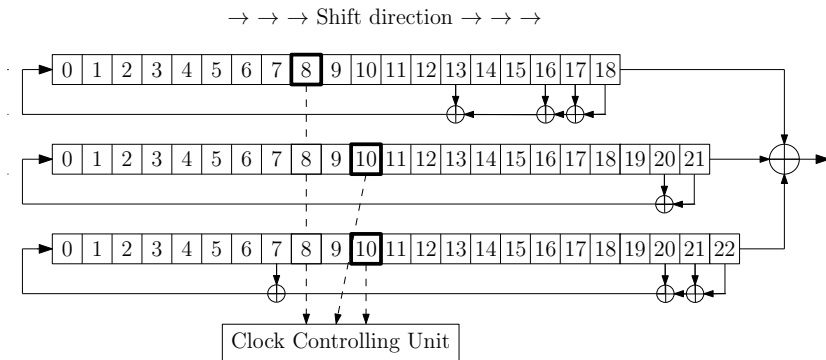 → → → Shift direction → → →
0 1 2 3 4 5 6 7 8 9 10 11 12 13 14 15 16 17 18
0 1 2 3 4 5 6 7 8 9 10 11 12 13 14 15 16 17 18 19 20 21
0 1 2 3 4 5 6 7 8 9 10 11 12 13 14 15 16 17 18 19 20 21 22
Clock Controlling Unit